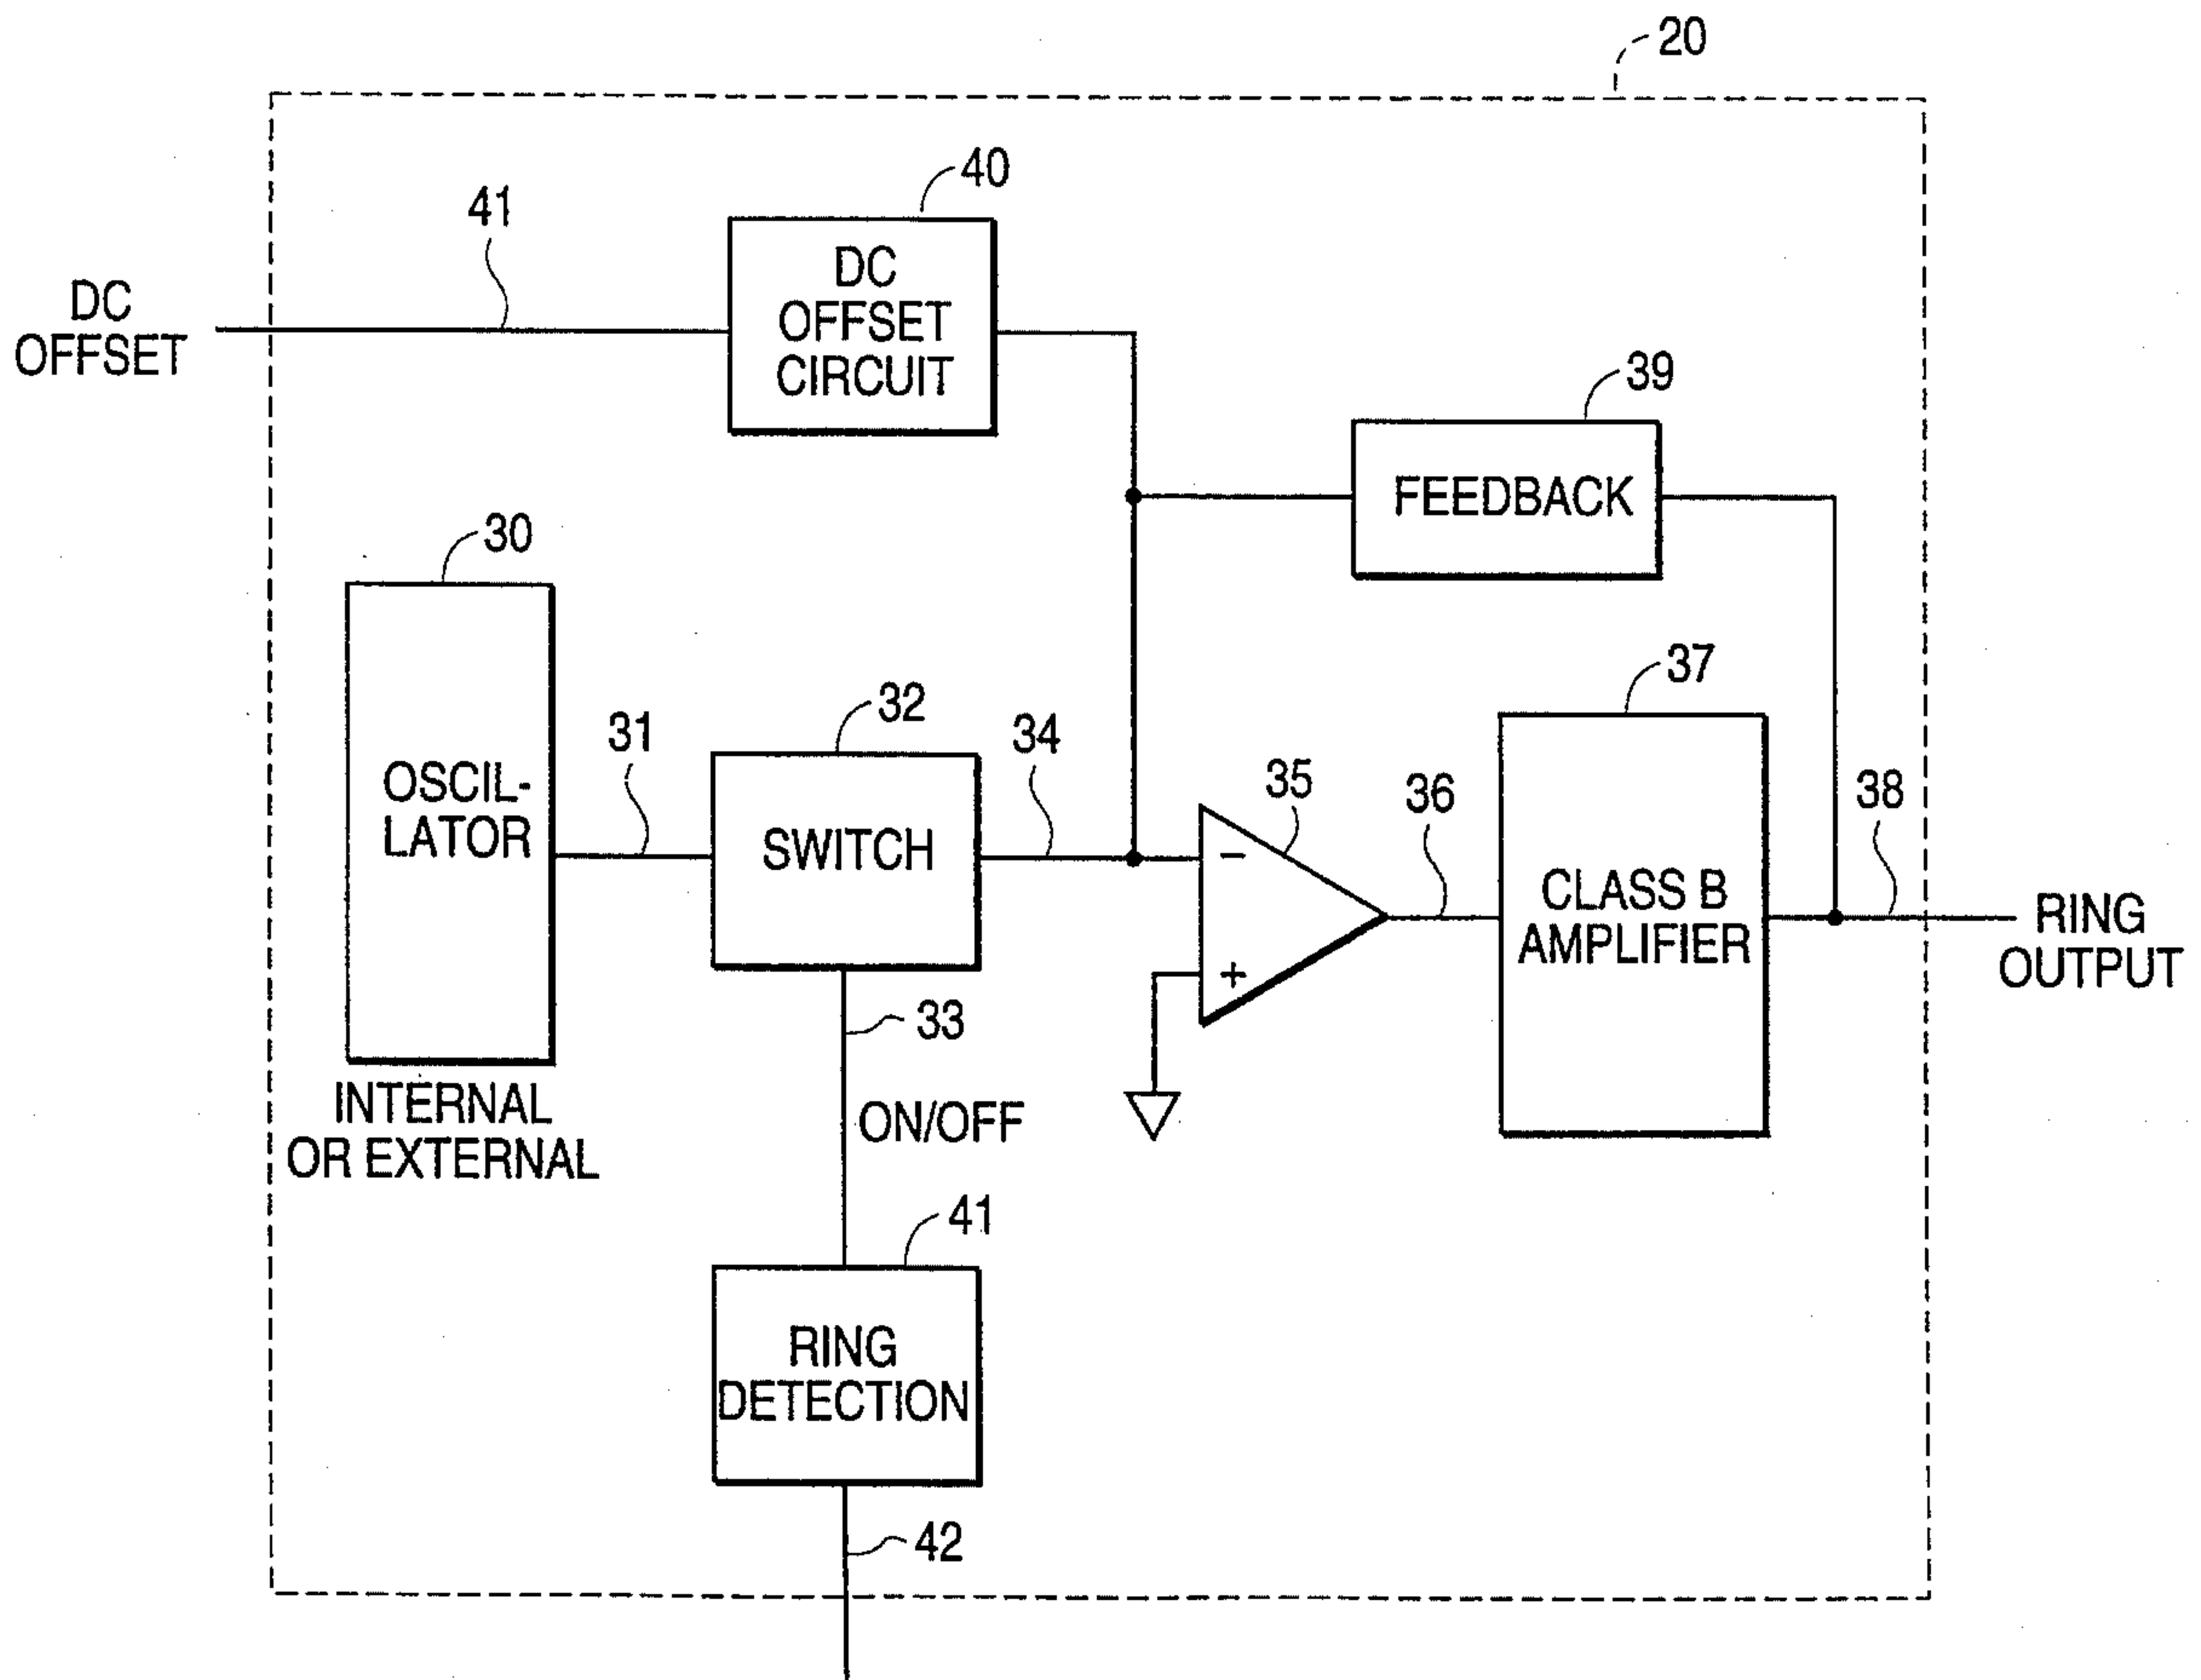 20
40
41
DC
OFFSET
DC
OFFSET
CIRCUIT
39
FEEDBACK
30
OSCIL-
LATOR
INTERNAL
OR EXTERNAL
31
32
SWITCH
34
33
ON/OFF
35
−
+
36
37
CLASS B
AMPLIFIER
38
RING
OUTPUT
41
RING
DETECTION
42